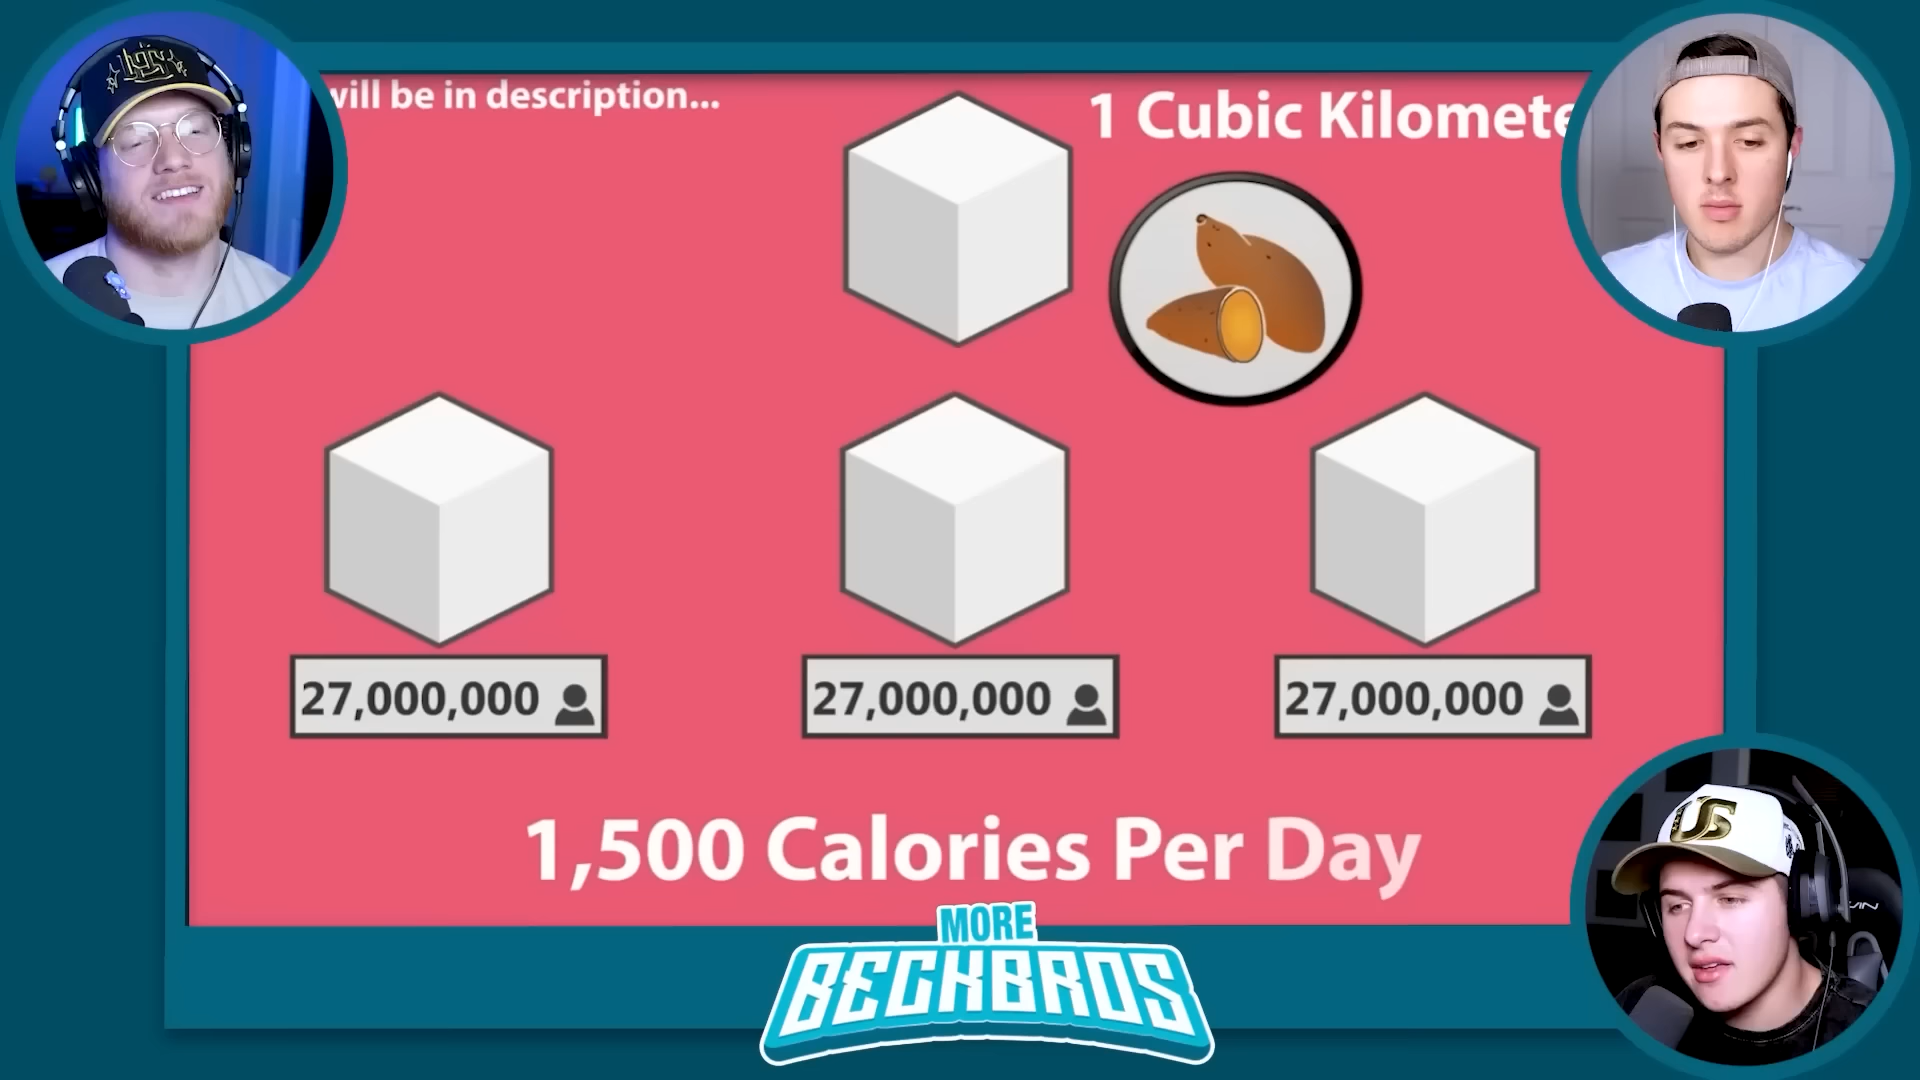 will be in description...
1 Cubic Kilomete
27,000,000
27,000,000
27,000,000
1,500 Calories Per Day
MORE
BECKBROS
US